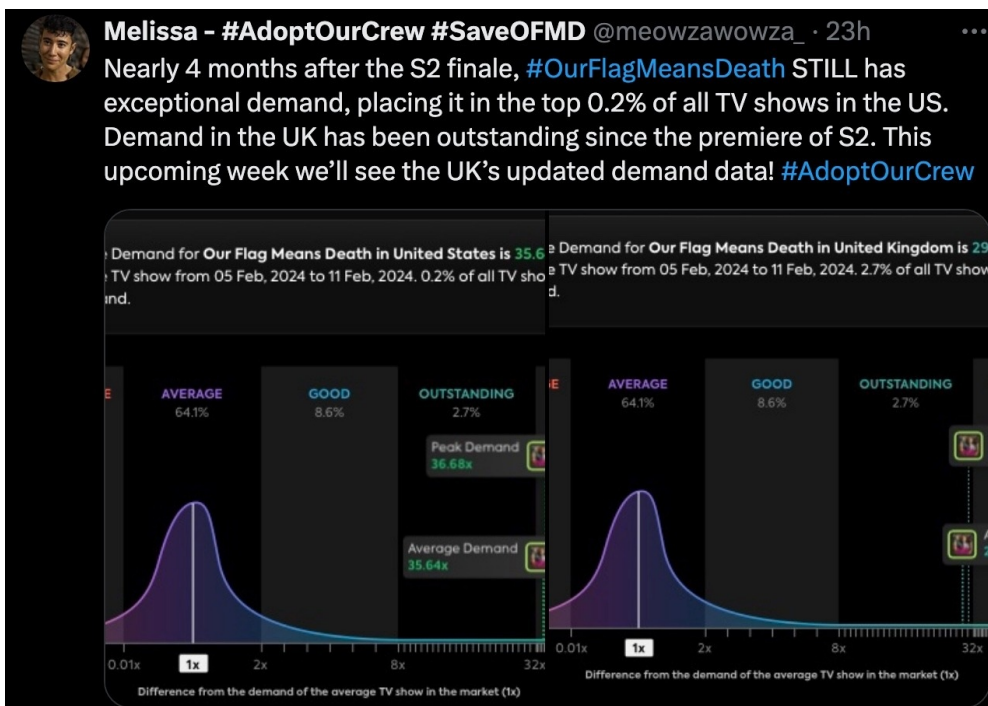 Melissa - #AdoptOurCrew #SaveOFMD @meowzawowza_ · 23h
Nearly 4 months after the S2 finale, #OurFlagMeansDeath STILL has
exceptional demand, placing it in the top 0.2% of all TV shows in the US.
Demand in the UK has been outstanding since the premiere of S2. This
upcoming week we’ll see the UK’s updated demand data! #AdoptOurCrew
Demand for Our Flag Means Death in United States is 35.6
TV show from 05 Feb, 2024 to 11 Feb, 2024. 0.2% of all TV sho
nd.
E
AVERAGE
64.1%
GOOD
8.6%
OUTSTANDING
2.7%
Peak Demand
36.68x
Average Demand
35.64x
0.01x 1x 2x 8x 32x
Difference from the demand of the average TV show in the market (1x)
e Demand for Our Flag Means Death in United Kingdom is 29
e TV show from 05 Feb, 2024 to 11 Feb, 2024. 2.7% of all TV show
d.
GE
AVERAGE
64.1%
GOOD
8.6%
OUTSTANDING
2.7%
0.01x 1x 2x 8x 32x
Difference from the demand of the average TV show in the market (1x)